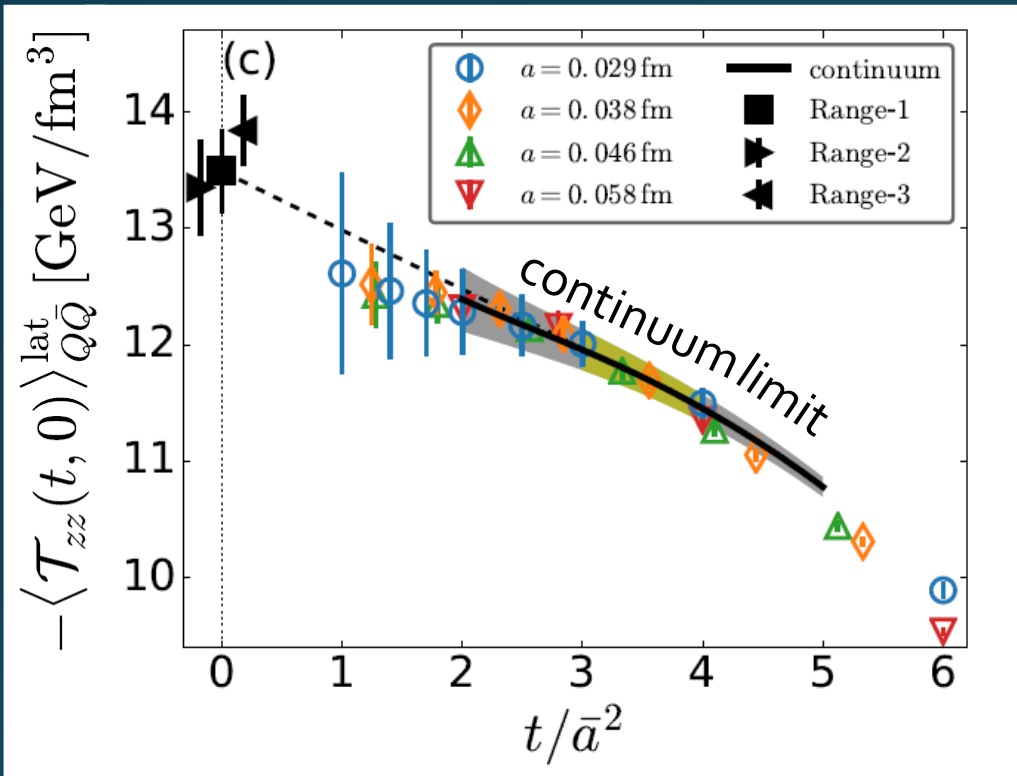 (c)
a = 0.029 fm
a = 0.038 fm
a = 0.046 fm
a = 0.058 fm
continuum
Range-1
Range-2
Range-3
continuum limit
−⟨𝒯zz(t, 0)⟩^lat_QQ̄ [GeV/fm³]
14
13
12
11
10
0 1 2 3 4 5 6
t/ā²